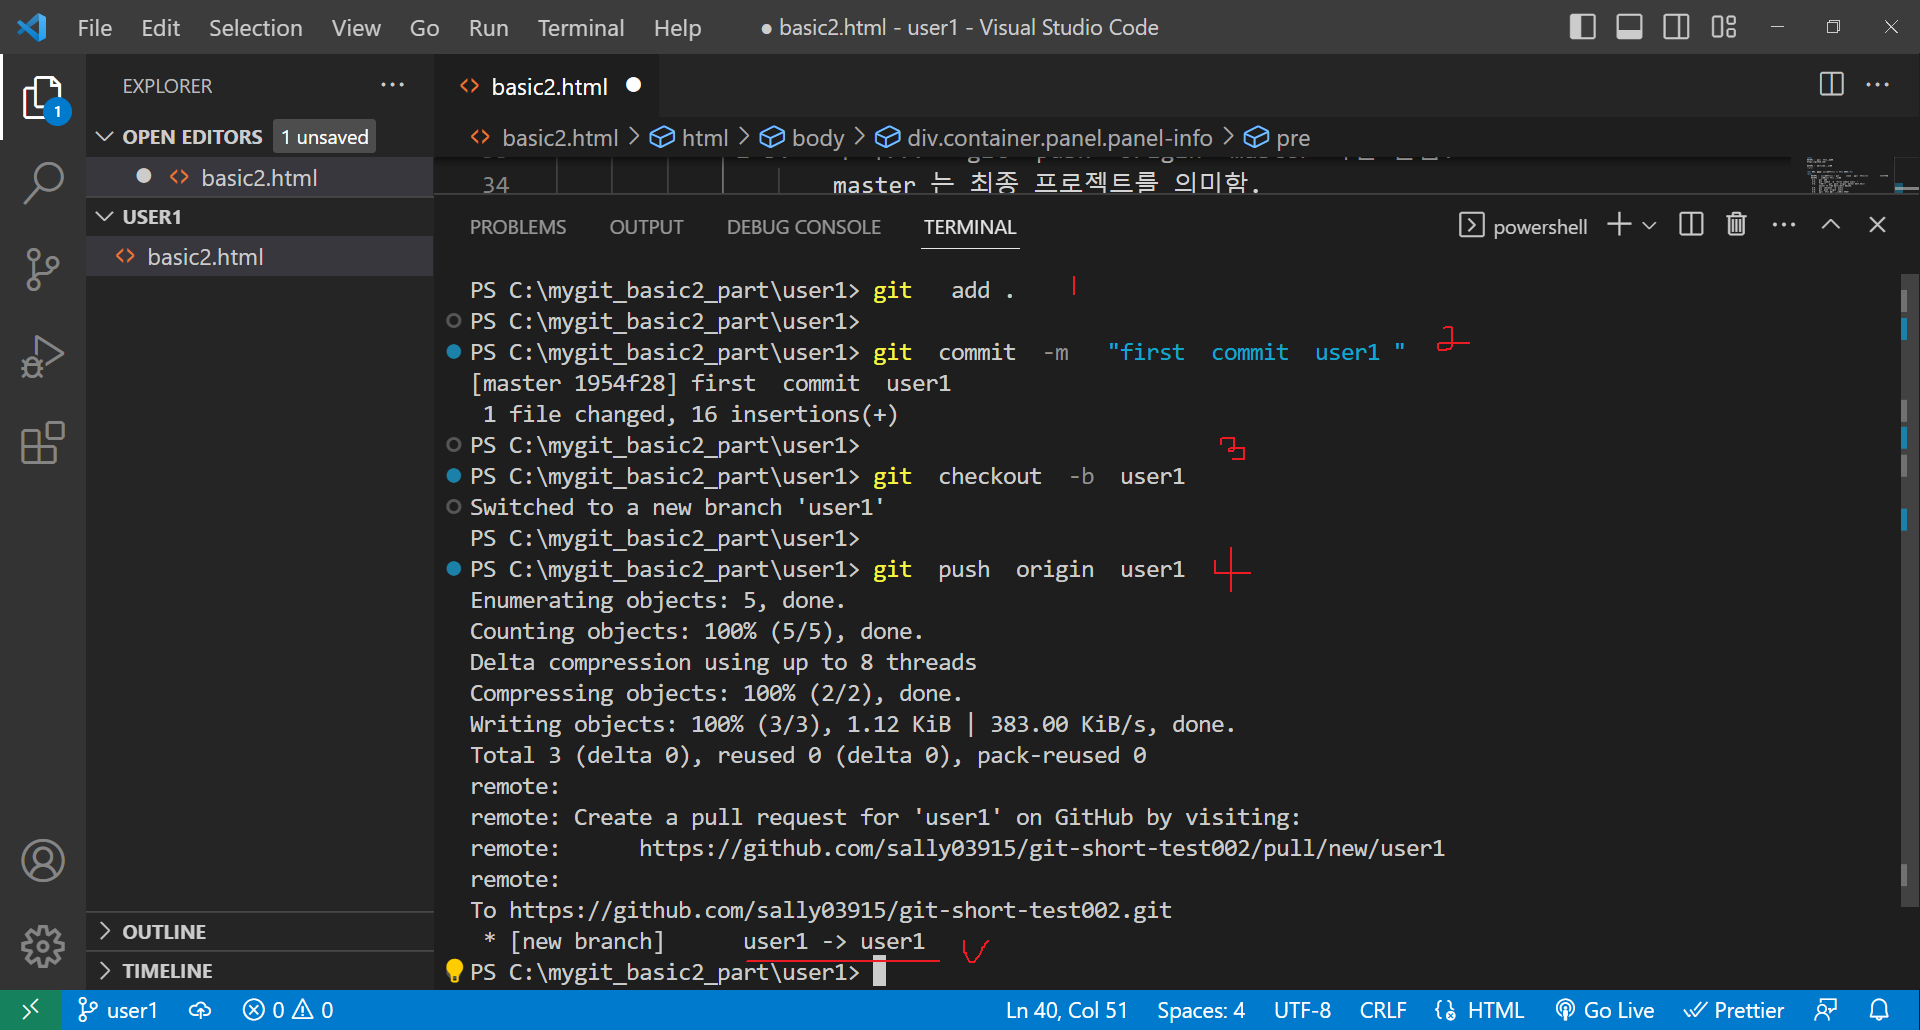 File Edit Selection View Go Run Terminal Help ● basic2.html - user1 - Visual Studio Code
EXPLORER ···
1
OPEN EDITORS 1 unsaved
basic2.html
USER1
basic2.html
OUTLINE
TIMELINE
basic2.html
basic2.html > html > body > div.container.panel.panel-info > pre
34 master 는 최종 프로젝트를 의미함.
PROBLEMS OUTPUT DEBUG CONSOLE TERMINAL powershell
PS C:\mygit_basic2_part\user1> git add . 1
PS C:\mygit_basic2_part\user1>
PS C:\mygit_basic2_part\user1> git commit -m "first commit user1 " 2
[master 1954f28] first commit user1
1 file changed, 16 insertions(+)
PS C:\mygit_basic2_part\user1> 3
PS C:\mygit_basic2_part\user1> git checkout -b user1
Switched to a new branch 'user1'
PS C:\mygit_basic2_part\user1>
PS C:\mygit_basic2_part\user1> git push origin user1 4
Enumerating objects: 5, done.
Counting objects: 100% (5/5), done.
Delta compression using up to 8 threads
Compressing objects: 100% (2/2), done.
Writing objects: 100% (3/3), 1.12 KiB | 383.00 KiB/s, done.
Total 3 (delta 0), reused 0 (delta 0), pack-reused 0
remote:
remote: Create a pull request for 'user1' on GitHub by visiting:
remote: https://github.com/sally03915/git-short-test002/pull/new/user1
remote:
To https://github.com/sally03915/git-short-test002.git
* [new branch] user1 -> user1
PS C:\mygit_basic2_part\user1>
user1 0 0 Ln 40, Col 51 Spaces: 4 UTF-8 CRLF HTML Go Live Prettier